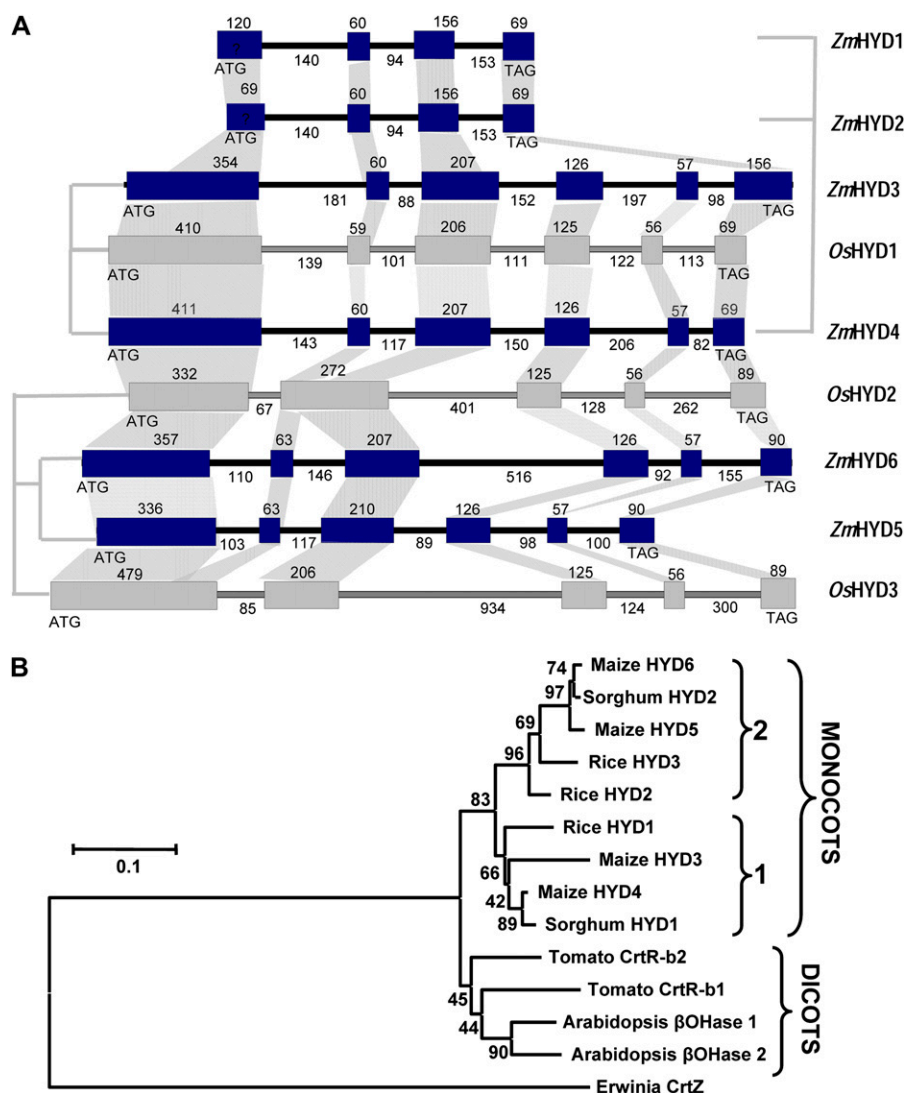 A
120 60 156 69
? ZmHYD1
140 94 153
ATG TAG
69 60 156 69
? ZmHYD2
140 94 153
ATG TAG
354 60 207 126 57 156
ZmHYD3
181 88 152 197 98
ATG TAG
410 59 206 125 56 69
OsHYD1
139 101 111 122 113
ATG TAG
411 60 207 126 57 69
ZmHYD4
143 117 150 206 82
ATG TAG
332 272 125 56 89
OsHYD2
67 401 128 262
ATG TAG
357 63 207 126 57 90
ZmHYD6
110 146 516 92 155
ATG TAG
336 63 210 126 57 90
ZmHYD5
103 117 89 98 100
ATG TAG
479 206 125 56 89
OsHYD3
85 934 124 300
ATG TAG
B
74 Maize HYD6
97 Sorghum HYD2
69 Maize HYD5
96 Rice HYD3
Rice HYD2
2
83 Rice HYD1
66 Maize HYD3
42 Maize HYD4
89 Sorghum HYD1
1
MONOCOTS
0.1
Tomato CrtR-b2
45 Tomato CrtR-b1
44 Arabidopsis βOHase 1
90 Arabidopsis βOHase 2
DICOTS
Erwinia CrtZ